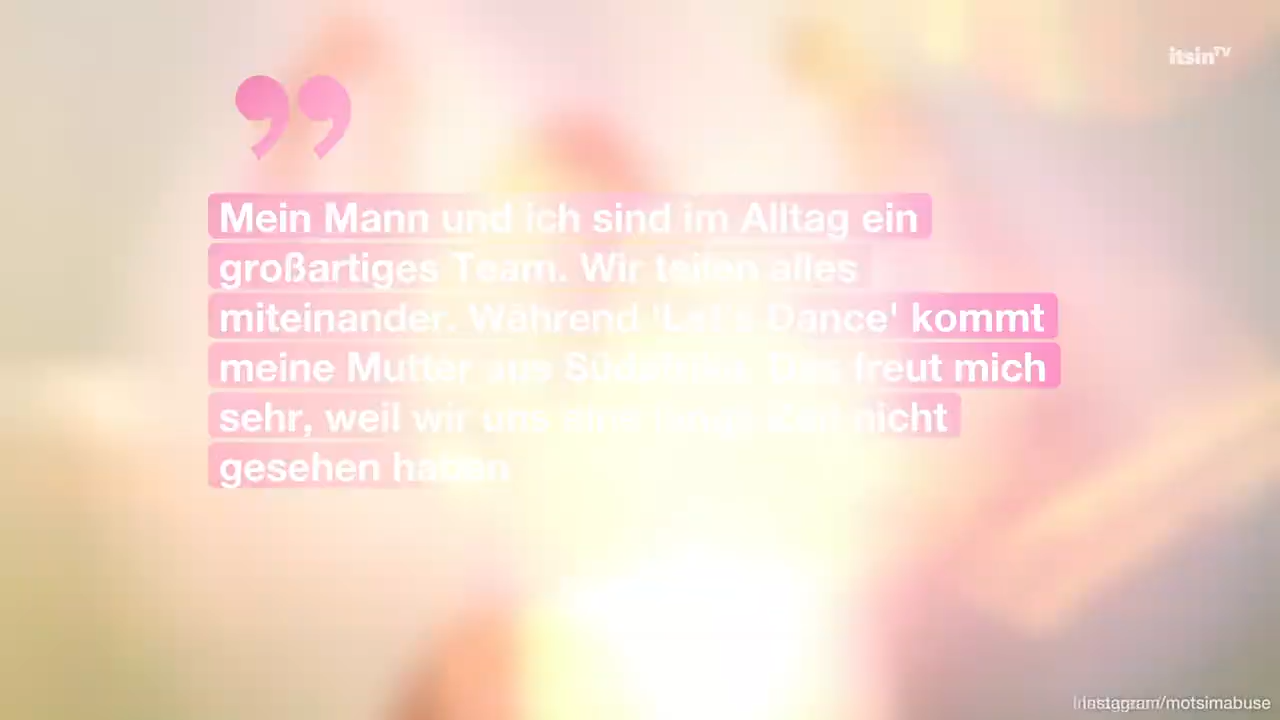 itsinTV
Mein Mann und ich sind im Alltag ein
großartiges Team. Wir teilen alles
miteinander. Während 'Let's Dance' kommt
meine Mutter aus Südafrika. Das freut mich
sehr, weil wir uns eine lange Zeit nicht
gesehen haben
Instagram/motsimabuse